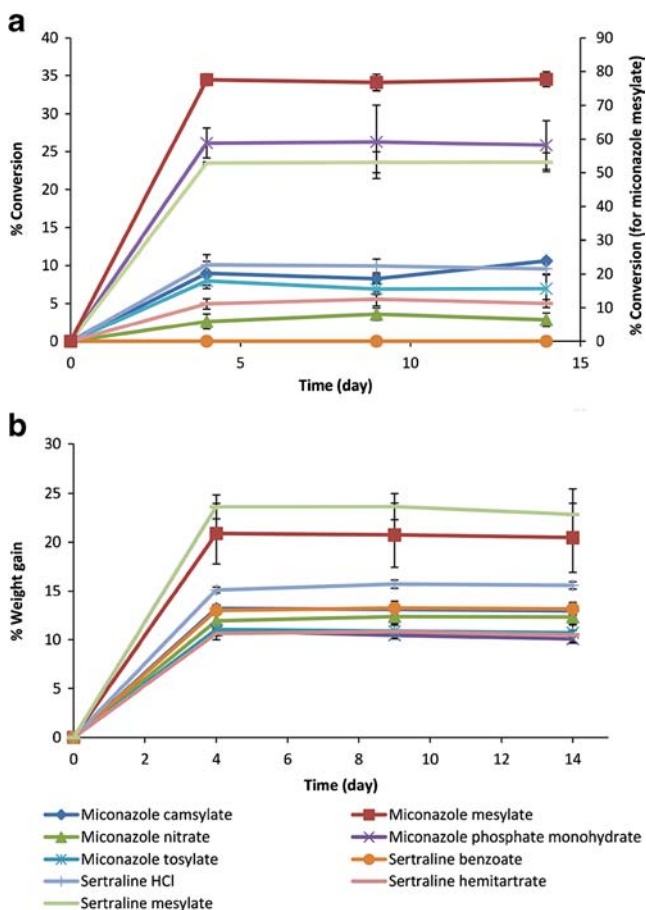 a
40
35
30
25
20
15
10
5
0
90
80
70
60
50
40
30
20
10
0
0 5 10 15
% Conversion
% Conversion (for miconazole mesylate)
Time (day)
b
30
25
20
15
10
5
0
0 2 4 6 8 10 12 14
% Weight gain
Time (day)
Miconazole camsylate Miconazole mesylate
Miconazole nitrate Miconazole phosphate monohydrate
Miconazole tosylate Sertraline benzoate
Sertraline HCl Sertraline hemitartrate
Sertraline mesylate